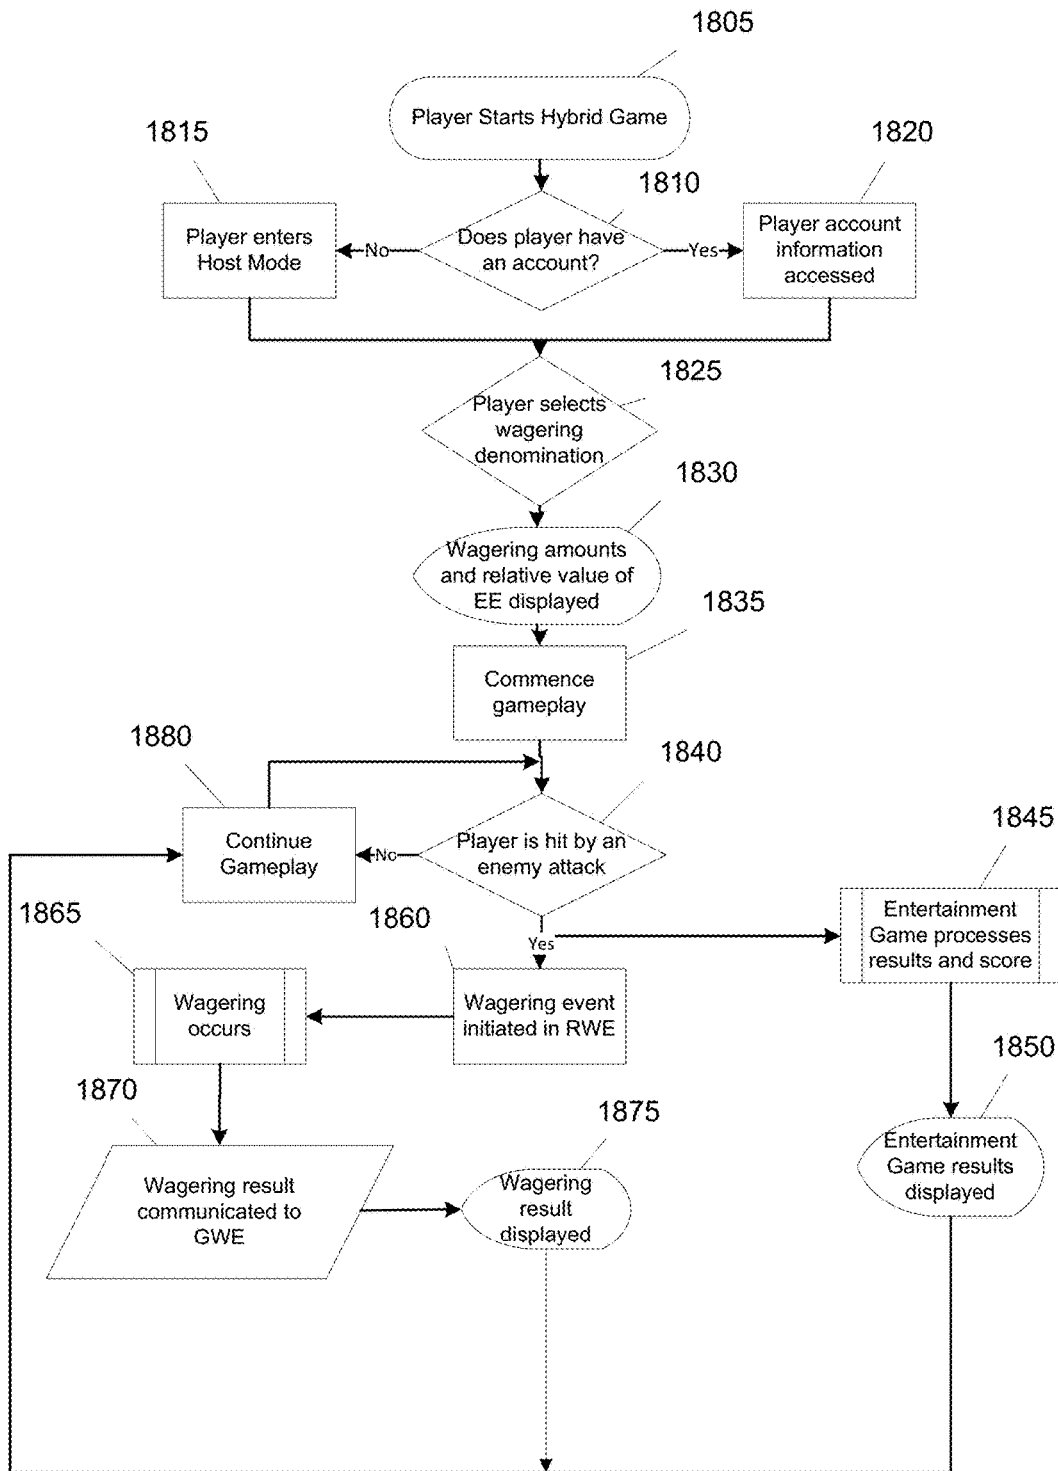 1805
Player Starts Hybrid Game
1815
1820
1810
Player enters
Host Mode
No
Does player have
an account?
Yes
Player account
information
accessed
1825
Player selects
wagering
denomination
1830
Wagering amounts
and relative value of
EE displayed
1835
Commence
gameplay
1880
1840
Continue
Gameplay
No
Player is hit by an
enemy attack
1845
Yes
Entertainment
Game processes
results and score
1865
1860
Wagering
occurs
Wagering event
initiated in RWE
1850
Entertainment
Game results
displayed
1870
1875
Wagering result
communicated to
GWE
Wagering
result
displayed